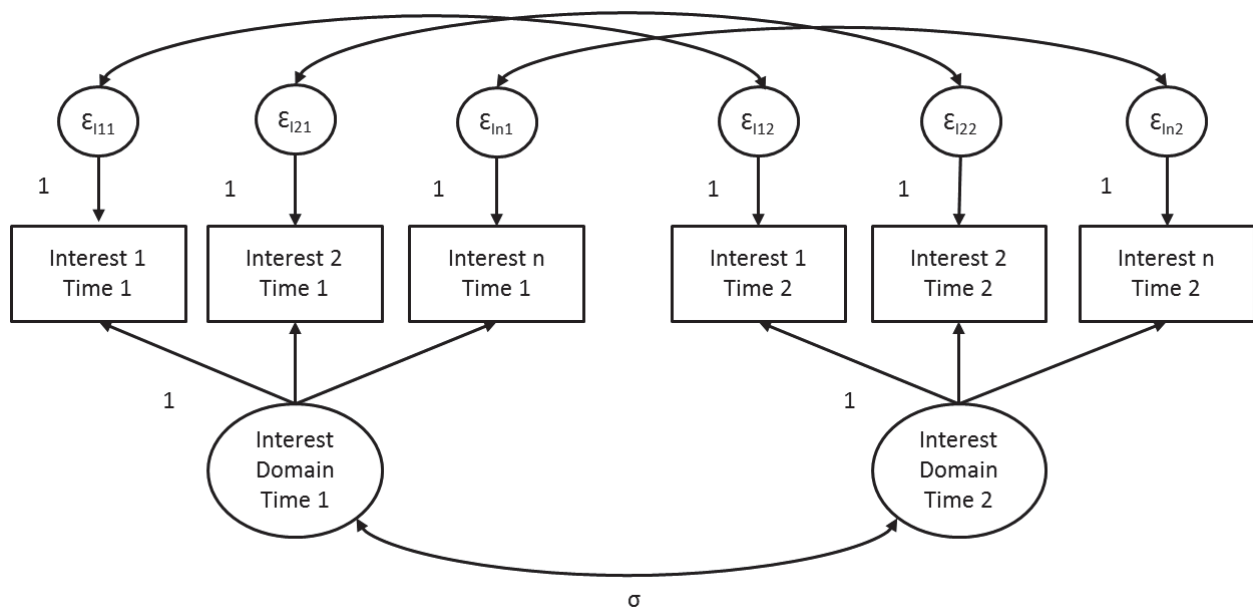 ε_I11 ε_I21 ε_In1 ε_I12 ε_I22 ε_In2
1 1 1 1 1 1
Interest 1
Time 1
Interest 2
Time 1
Interest n
Time 1
Interest 1
Time 2
Interest 2
Time 2
Interest n
Time 2
1 1
Interest
Domain
Time 1
Interest
Domain
Time 2
σ